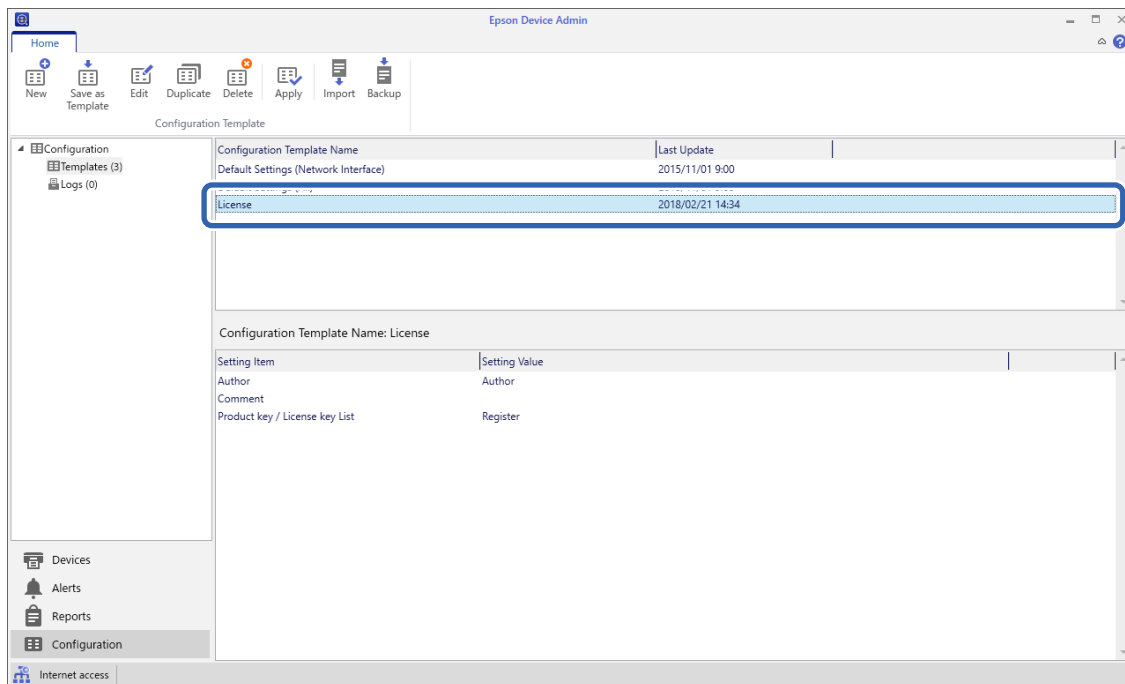 Epson Device Admin
Home
New
Save as
Template
Edit
Duplicate
Delete
Apply
Import
Backup
Configuration Template
Configuration
Templates (3)
Logs (0)
Configuration Template Name Last Update
Default Settings (Network Interface) 2015/11/01 9:00
License 2018/02/21 14:34
Configuration Template Name: License
Setting Item Setting Value
Author Author
Comment
Product key / License key List Register
Devices
Alerts
Reports
Configuration
Internet access